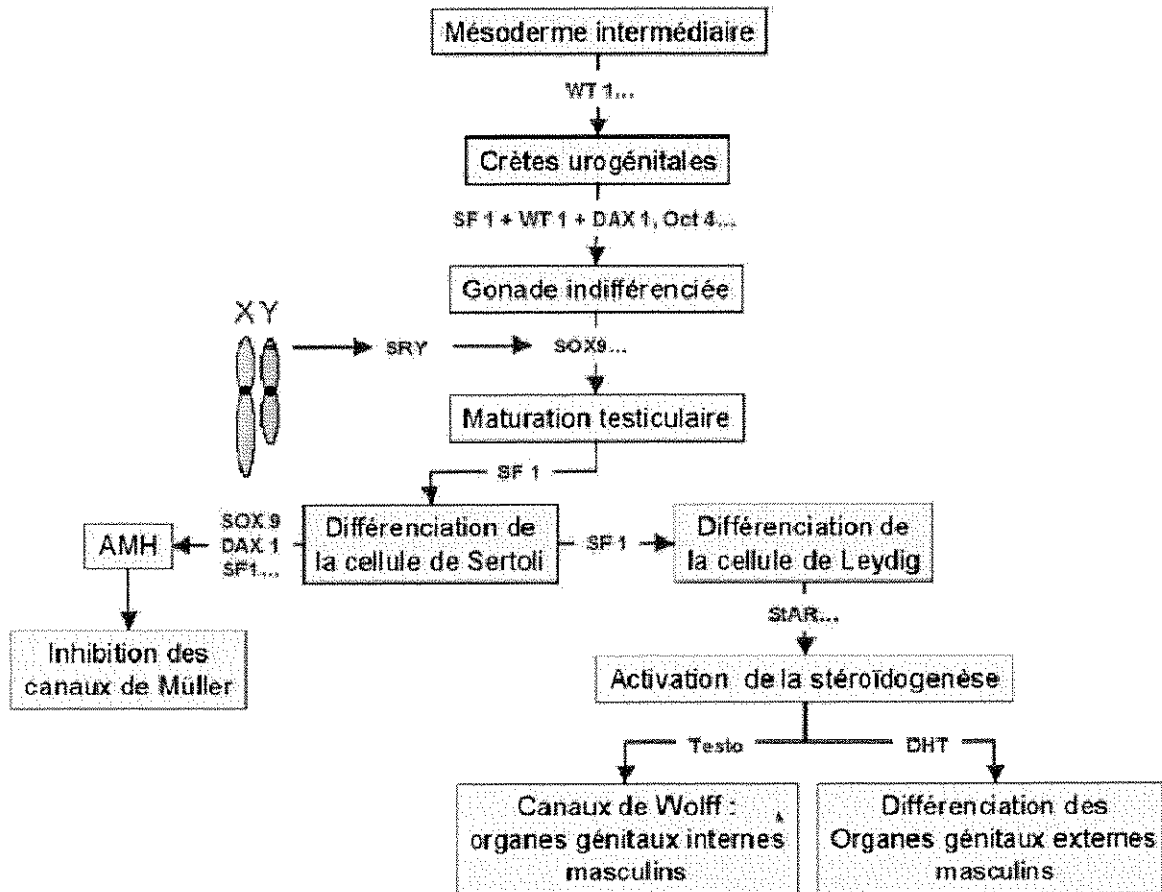 Mésoderme intermédiaire
WT 1...
Crètes urogénitales
SF 1 + WT 1 + DAX 1, Oct 4...
Gonade indifférenciée
X Y
SRY
SOX9...
Maturation testiculaire
SF 1
AMH
SOX 9
DAX 1
SF1...
Différenciation de
la cellule de Sertoli
SF 1
Différenciation de
la cellule de Leydig
StAR...
Inhibition des
canaux de Müller
Activation de la stéroïdogenèse
Testo
DHT
Canaux de Wolff :
organes génitaux internes
masculins
Différenciation des
Organes génitaux externes
masculins